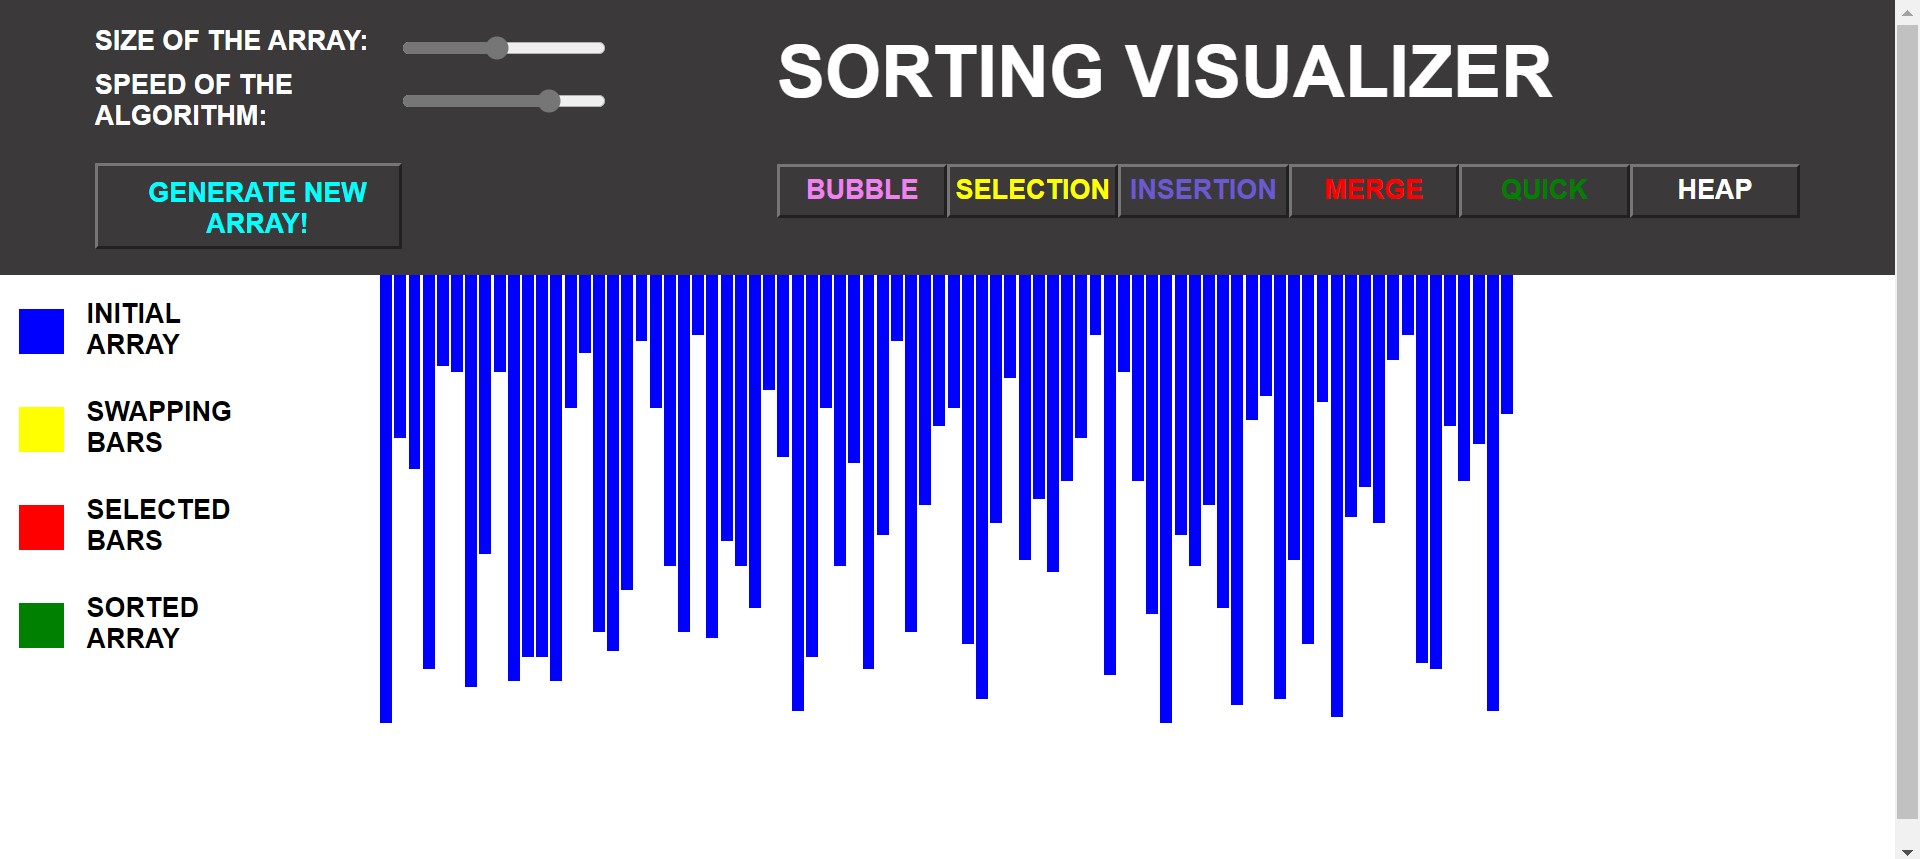 SIZE OF THE ARRAY:
SPEED OF THE
ALGORITHM:
GENERATE NEW
ARRAY!
SORTING VISUALIZER
BUBBLE
SELECTION
INSERTION
MERGE
QUICK
HEAP
INITIAL
ARRAY
SWAPPING
BARS
SELECTED
BARS
SORTED
ARRAY